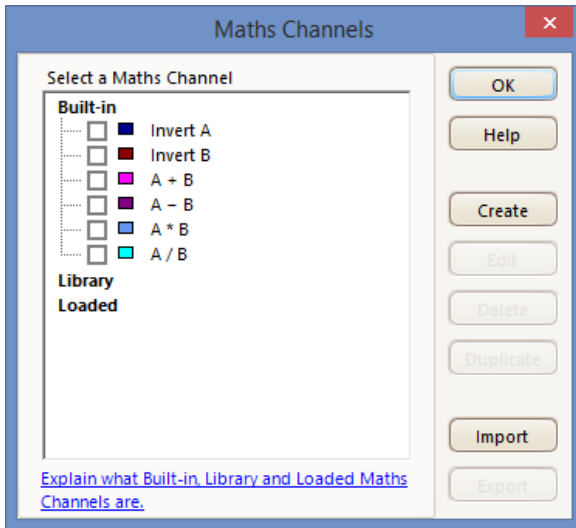 Maths Channels
Select a Maths Channel
Built-in
Invert A
Invert B
A + B
A – B
A * B
A / B
Library
Loaded
Explain what Built-in, Library and Loaded Maths
Channels are.
OK
Help
Create
Edit
Delete
Duplicate
Import
Export